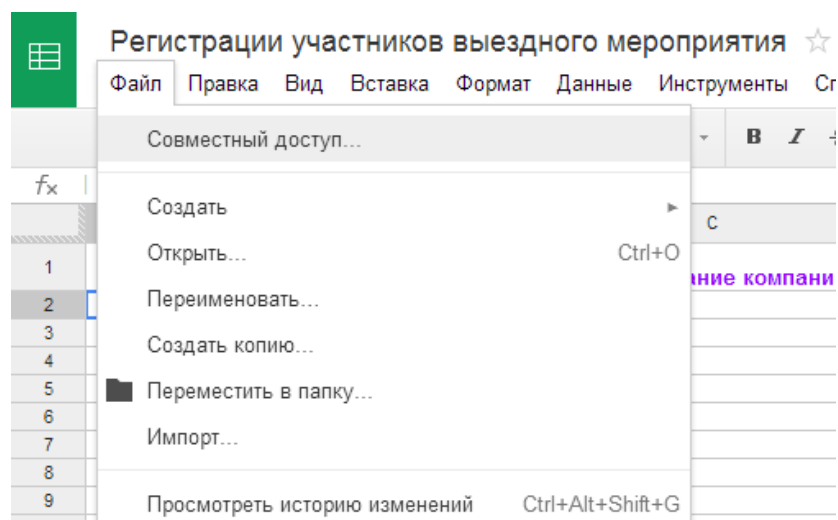 Регистрации участников выездного мероприятия
Файл Правка Вид Вставка Формат Данные Инструменты
Совместный доступ... B I
fx
Создать
C
Открыть... Ctrl+O
1 компани
Переименовать...
2
3
Создать копию...
4
5 Переместить в папку...
6
Импорт...
7
8
9 Просмотреть историю изменений Ctrl+Alt+Shift+G